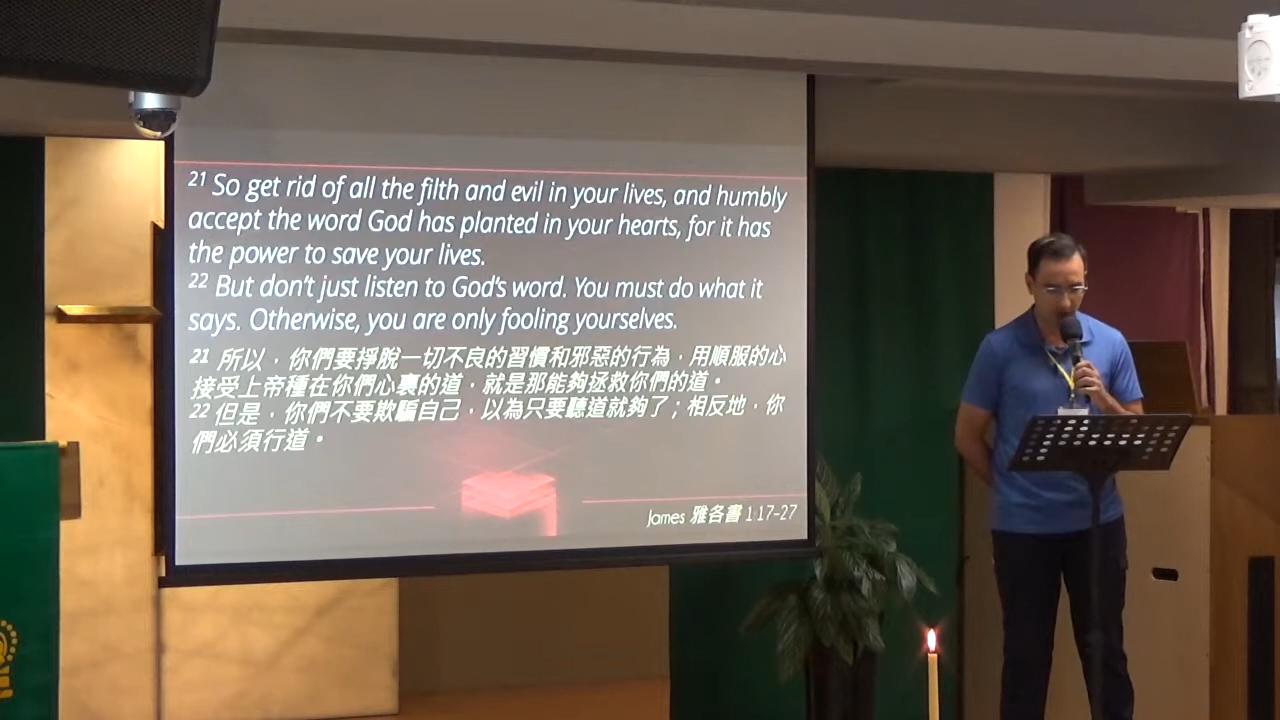 21 So get rid of all the filth and evil in your lives, and humbly
accept the word God has planted in your hearts, for it has
the power to save your lives.
22 But don't just listen to God's word. You must do what it
says. Otherwise, you are only fooling yourselves.
21 所以，你們要掙脫一切不良的習慣和邪惡的行為，用順服的心
接受上帝種在你們心裏的道，就是那能夠拯救你們的道。
22 但是，你們不要欺騙自己，以為只要聽道就夠了；相反地，你
們必須行道。
James 雅各書 1:17-27